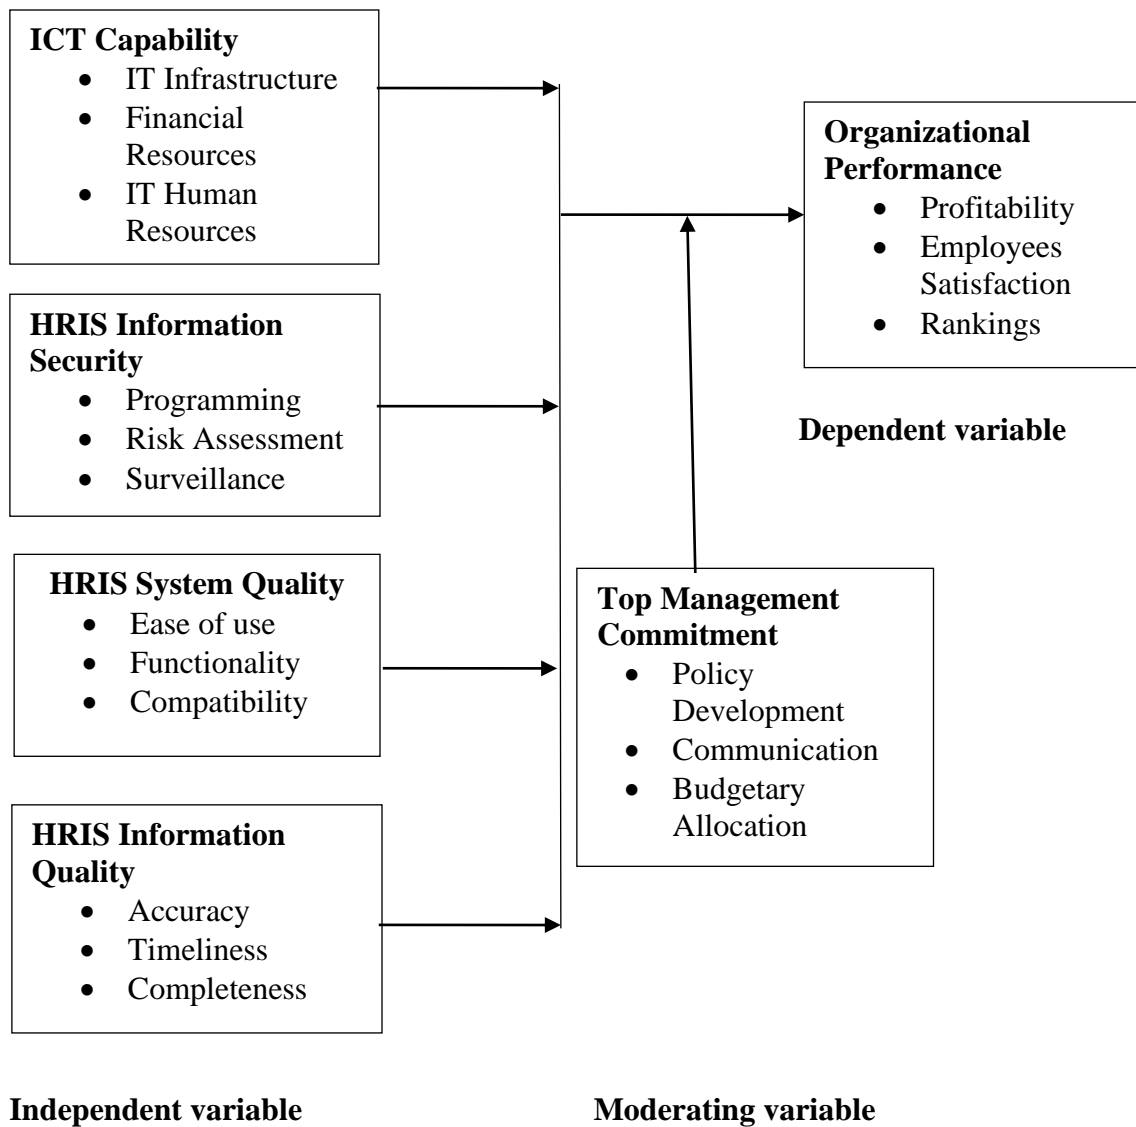 ICT Capability
• IT Infrastructure
• Financial
Resources
• IT Human
Resources
HRIS Information
Security
• Programming
• Risk Assessment
• Surveillance
HRIS System Quality
• Ease of use
• Functionality
• Compatibility
HRIS Information
Quality
• Accuracy
• Timeliness
• Completeness
Independent variable
Top Management
Commitment
• Policy
Development
• Communication
• Budgetary
Allocation
Moderating variable
Organizational
Performance
• Profitability
• Employees
Satisfaction
• Rankings
Dependent variable